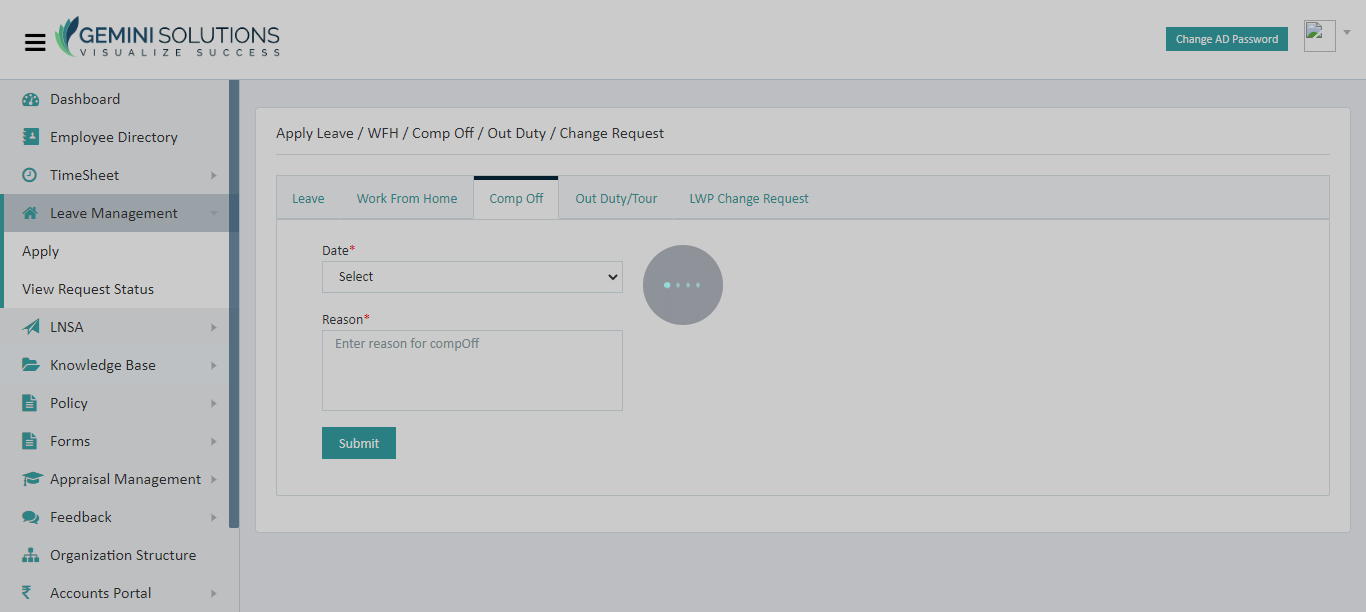 GEMINI SOLUTIONS
VISUALIZE SUCCESS
Change AD Password
Dashboard
Employee Directory
TimeSheet
Leave Management
Apply
View Request Status
LNSA
Knowledge Base
Policy
Forms
Appraisal Management
Feedback
Organization Structure
Accounts Portal
Apply Leave / WFH / Comp Off / Out Duty / Change Request
Leave Work From Home Comp Off Out Duty/Tour LWP Change Request
Date*
Select
Reason*
Enter reason for compOff
Submit